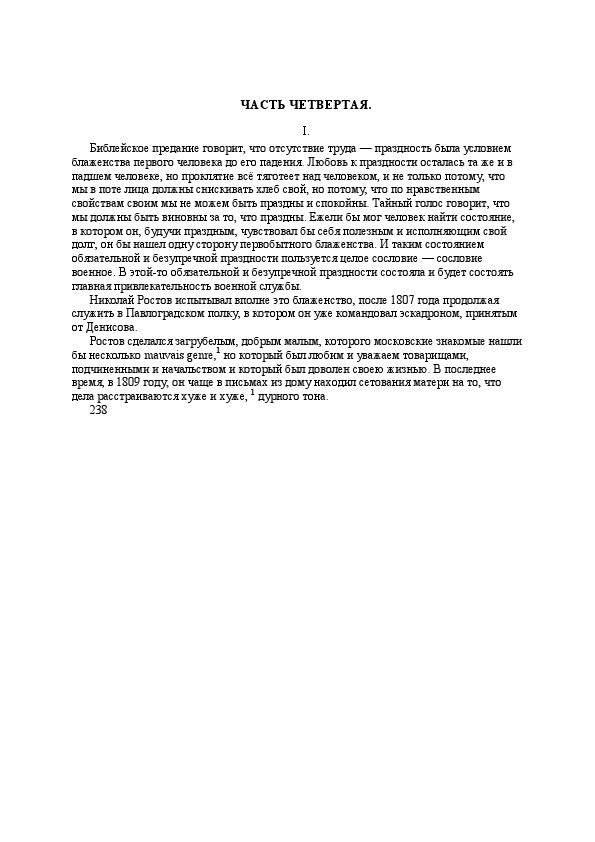 ЧАСТЬ ЧЕТВЕРТАЯ.
I.
Библейское предание говорит, что отсутствие труда — праздность была условием
блаженства первого человека до его падения. Любовь к праздности осталась та же и в
падшем человеке, но проклятие всё тяготеет над человеком, и не только потому, что
мы в поте лица должны снискивать хлеб свой, но потому, что по нравственным
свойствам своим мы не можем быть праздны и спокойны. Тайный голос говорит, что
мы должны быть виновны за то, что праздны. Ежели бы мог человек найти состояние,
в котором он, будучи праздным, чувствовал бы себя полезным и исполняющим свой
долг, он бы нашел одну сторону первобытного блаженства. И таким состоянием
обязательной и безупречной праздности пользуется целое сословие — сословие
военное. В этой-то обязательной и безупречной праздности состояла и будет состоять
главная привлекательность военной службы.
Николай Ростов испытывал вполне это блаженство, после 1807 года продолжая
служить в Павлоградском полку, в котором он уже командовал эскадроном, принятым
от Денисова.
Ростов сделался загрубелым, добрым малым, которого московские знакомые нашли
бы несколько mauvais genre,¹ но который был любим и уважаем товарищами,
подчиненными и начальством и который был доволен своею жизнью. В последнее
время, в 1809 году, он чаще в письмах из дому находил сетования матери на то, что
дела расстраиваются хуже и хуже, ¹ дурного тона.
238